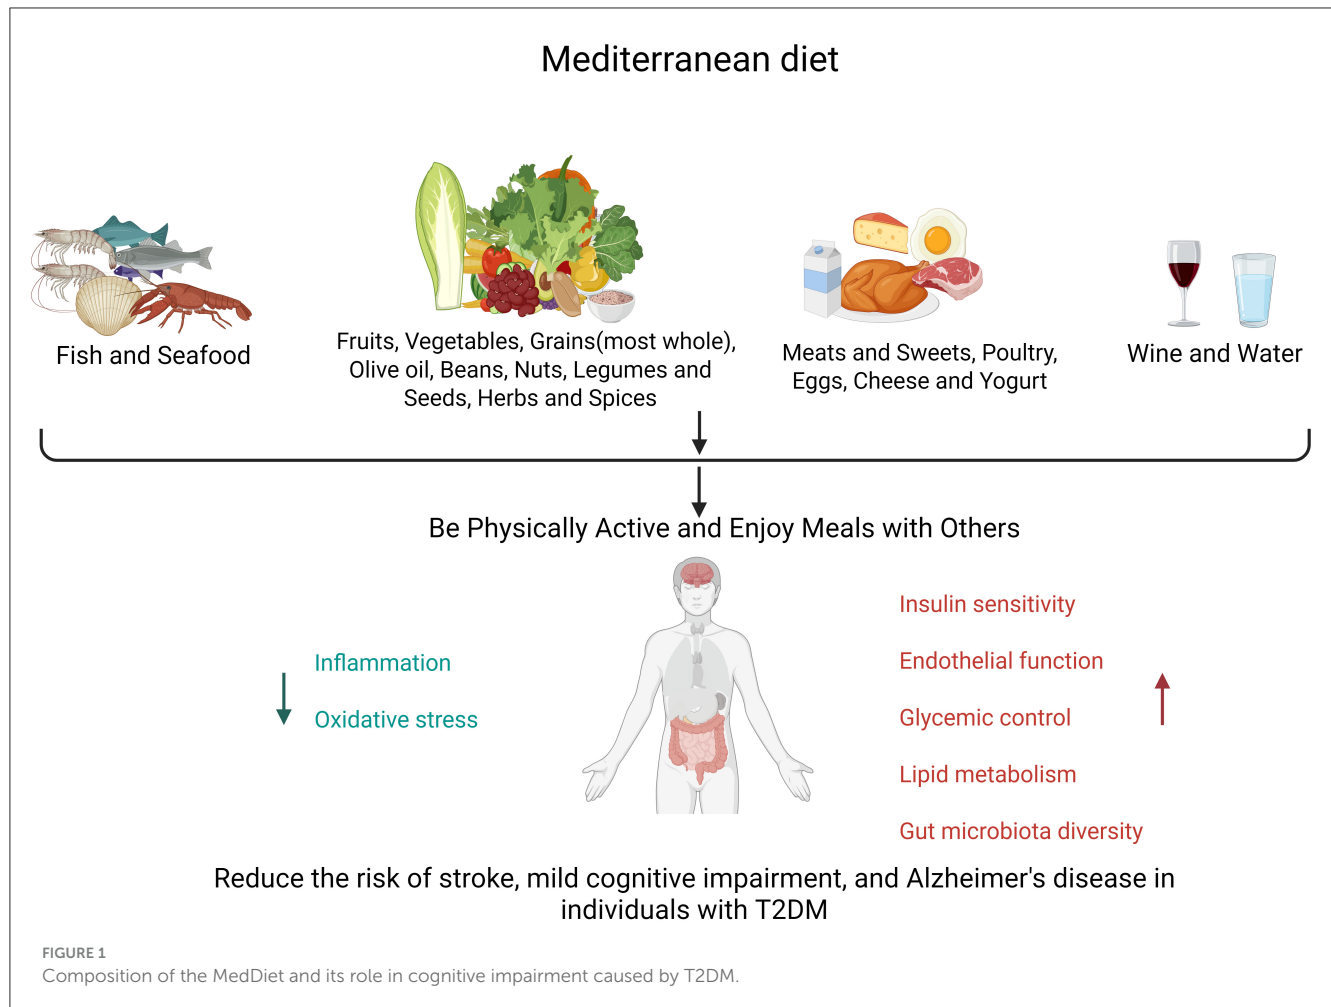 Mediterranean diet
Fish and Seafood
Fruits, Vegetables, Grains(most whole),
Olive oil, Beans, Nuts, Legumes and
Seeds, Herbs and Spices
Meats and Sweets, Poultry,
Eggs, Cheese and Yogurt
Wine and Water
Be Physically Active and Enjoy Meals with Others
Inflammation
Oxidative stress
Insulin sensitivity
Endothelial function
Glycemic control
Lipid metabolism
Gut microbiota diversity
Reduce the risk of stroke, mild cognitive impairment, and Alzheimer's disease in
individuals with T2DM
FIGURE 1
Composition of the MedDiet and its role in cognitive impairment caused by T2DM.